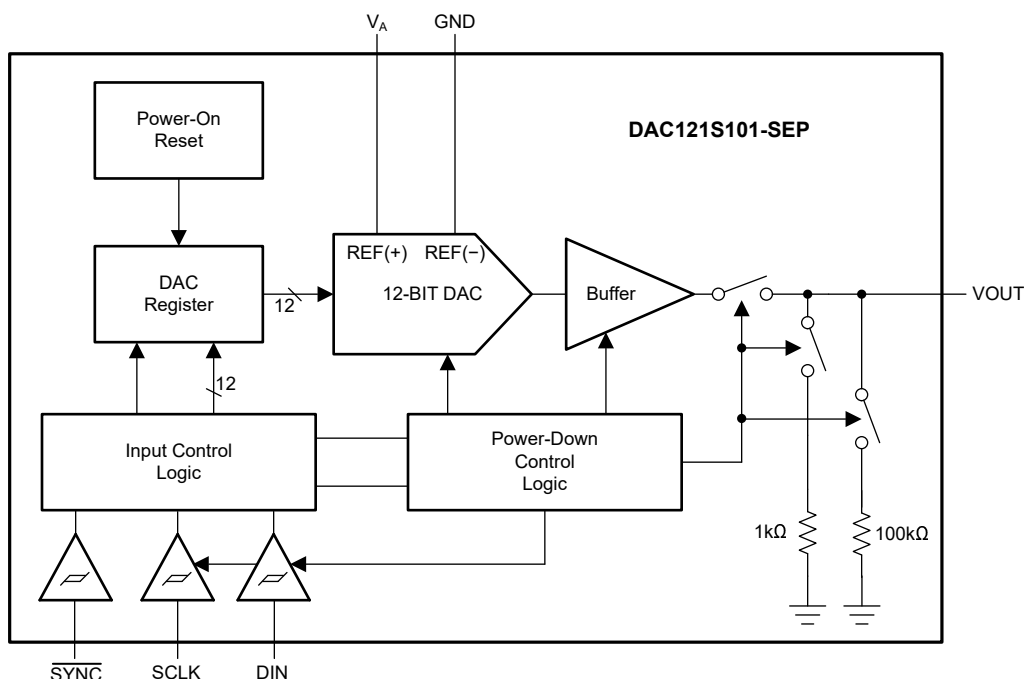 VA
GND
Power-On
Reset
DAC121S101-SEP
REF(+)
REF(−)
DAC
Register
12
12-BIT DAC
Buffer
VOUT
12
Input Control
Logic
Power-Down
Control
Logic
1kΩ
100kΩ
SYNC
SCLK
DIN